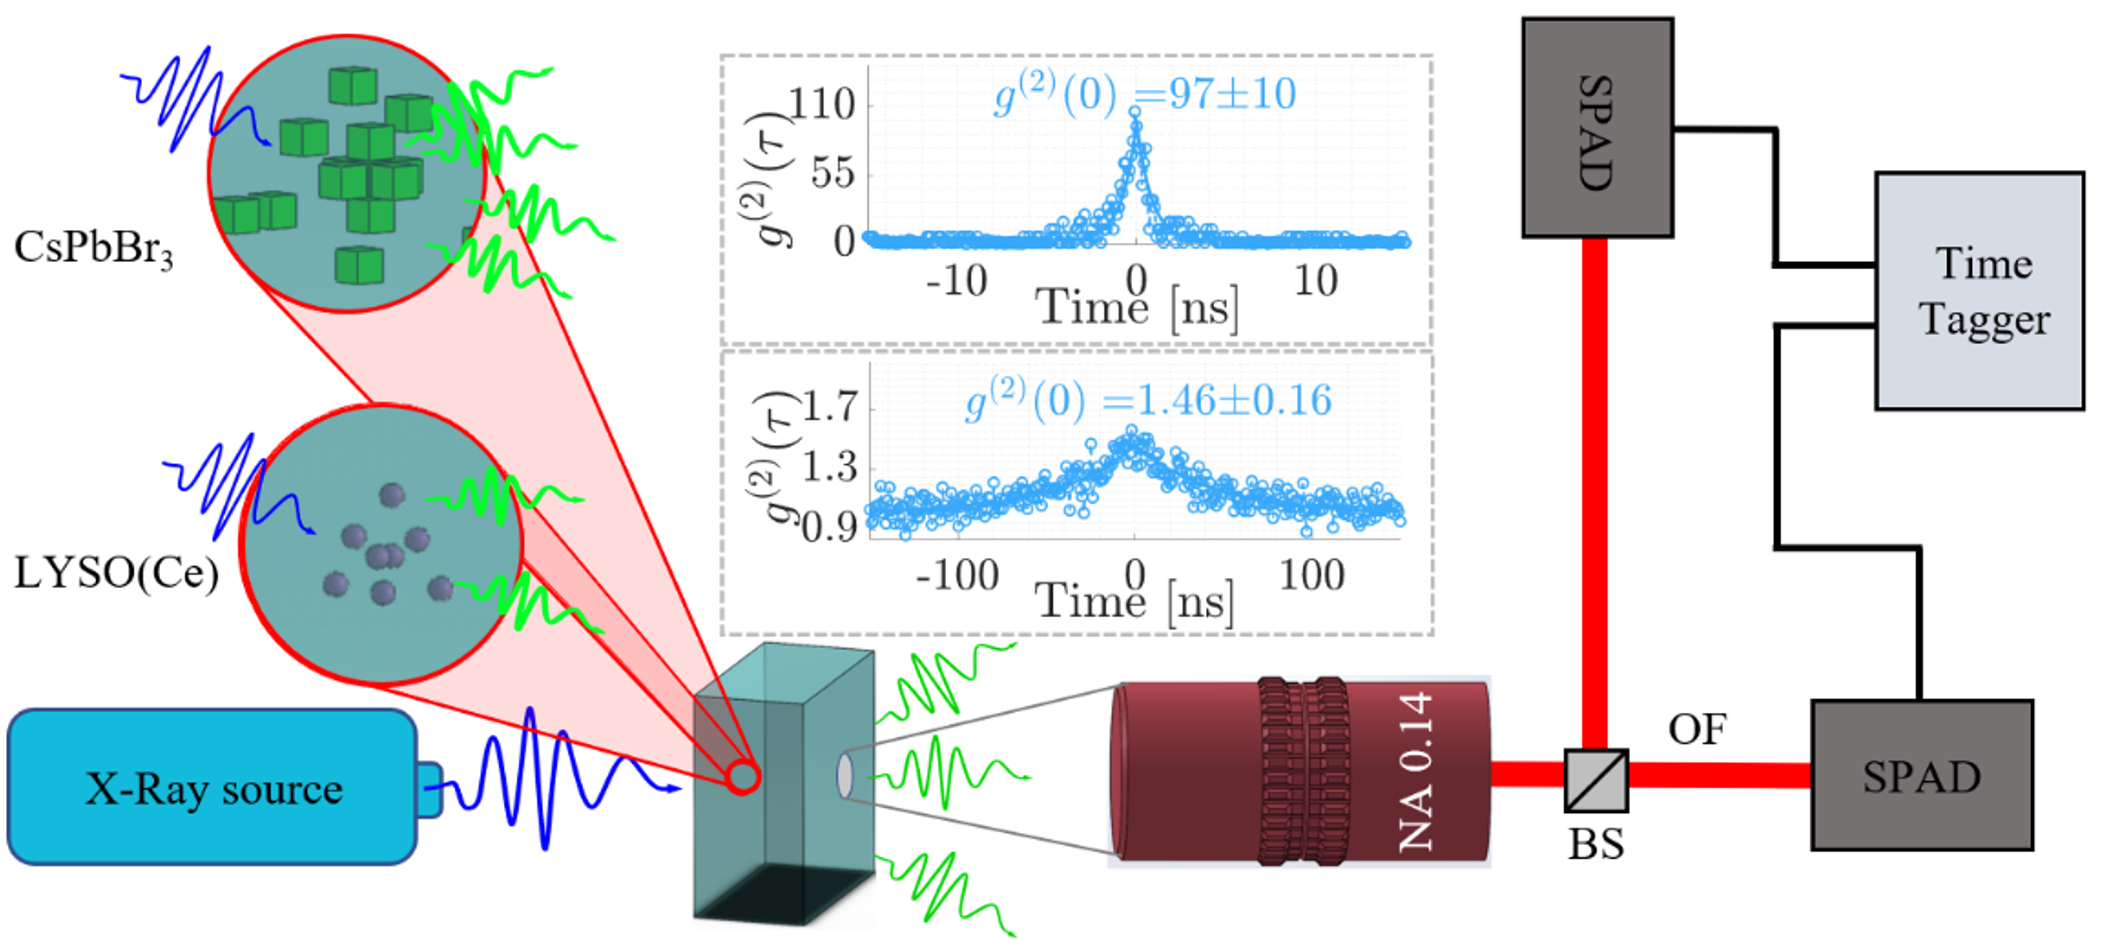 CsPbBr₃
LYSO(Ce)
X-Ray source
g⁽²⁾(0) =97±10
g⁽²⁾(τ)
110
55
0
-10 0 10
Time [ns]
g⁽²⁾(0) =1.46±0.16
g⁽²⁾(τ)
1.7
1.3
0.9
-100 0 100
Time [ns]
NA 0.14
SPAD
Time
Tagger
OF
BS
SPAD